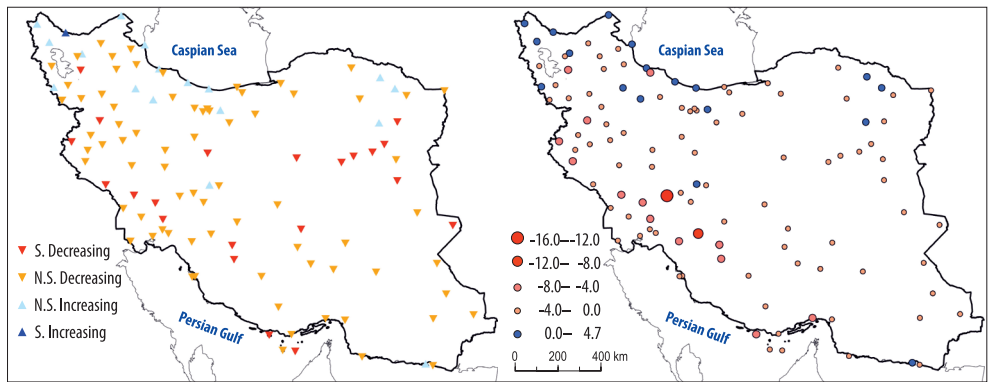 Caspian Sea
S. Decreasing
N.S. Decreasing
N.S. Increasing
S. Increasing
Persian Gulf
Caspian Sea
-16.0—-12.0
-12.0— -8.0
-8.0— -4.0
-4.0— 0.0
0.0— 4.7
0 200 400 km
Persian Gulf